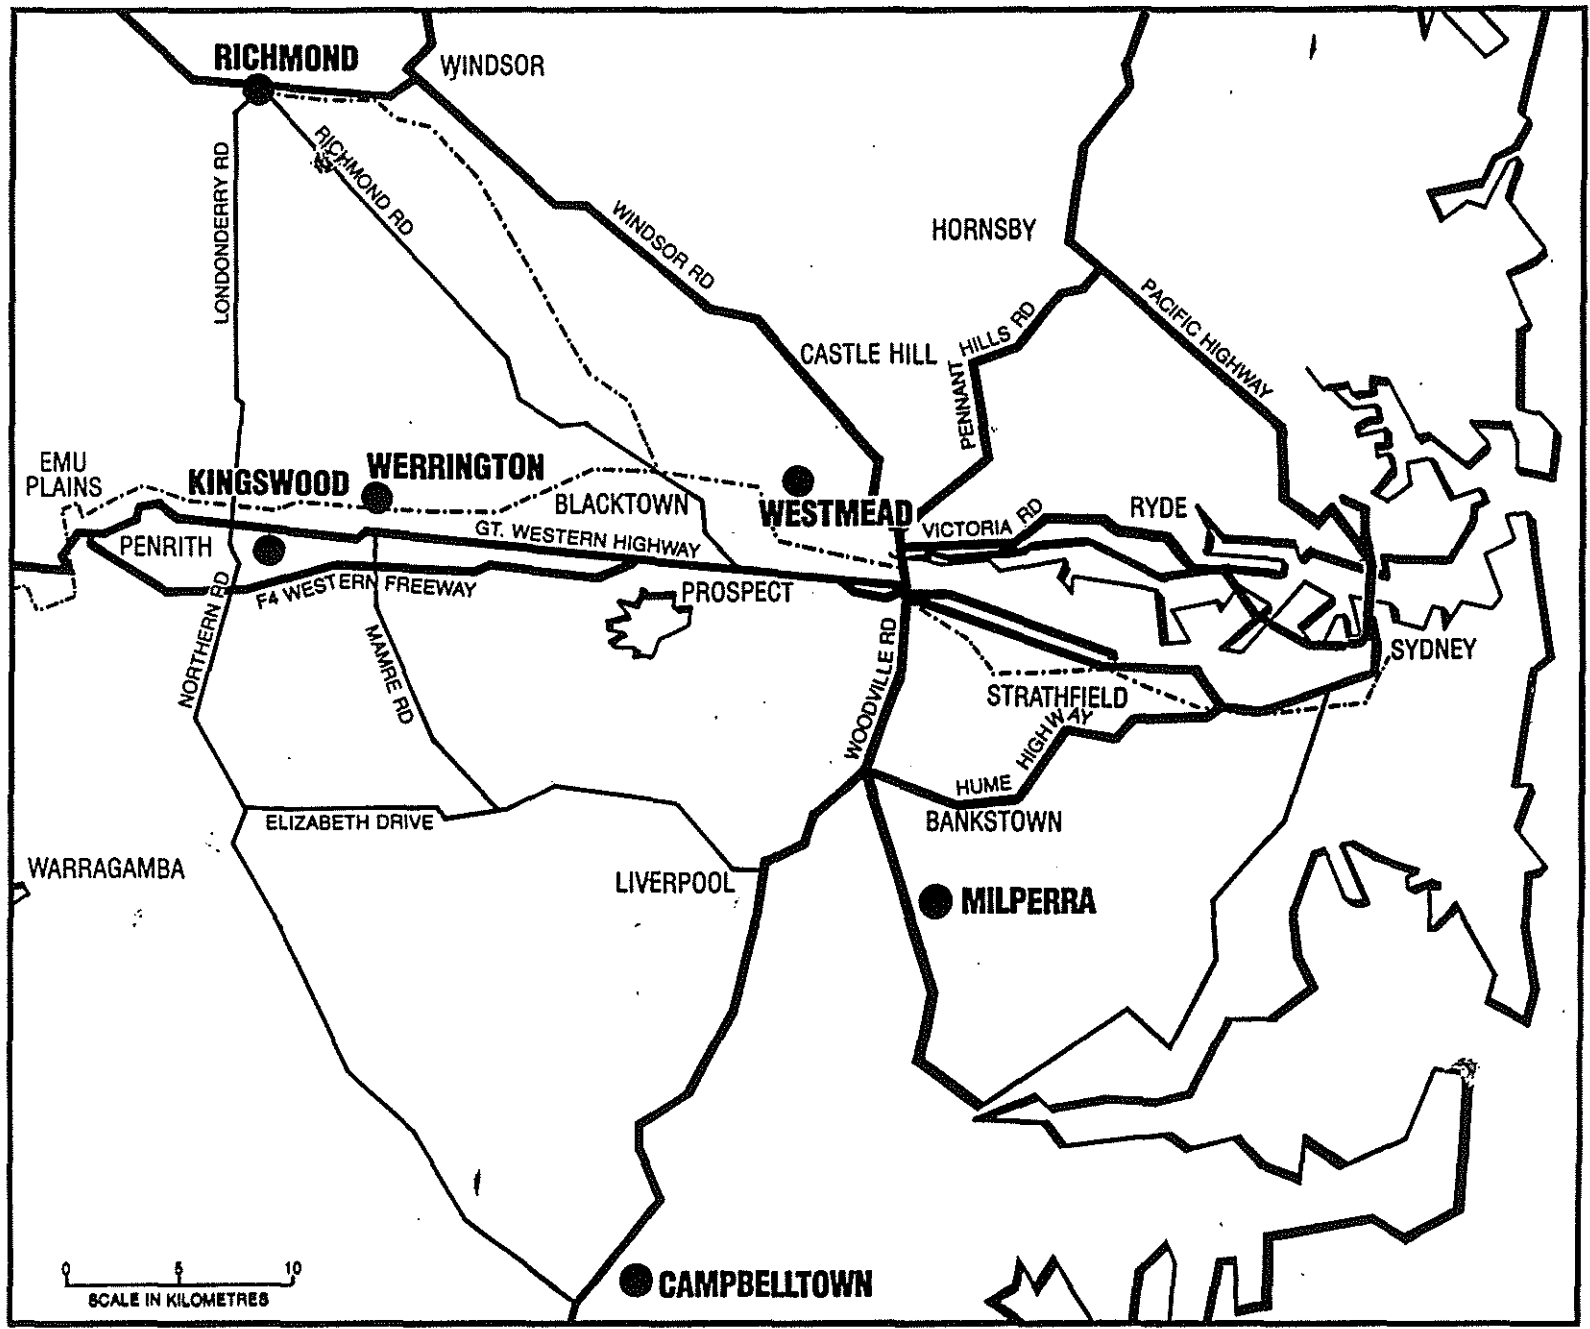 RICHMOND
WINDSOR
RICHMOND RD
LONDONDERRY RD
WINDSOR RD
HORNSBY
PACIFIC HIGHWAY
CASTLE HILL
PENNANT HILLS RD
EMU
PLAINS
KINGSWOOD
WERRINGTON
BLACKTOWN
WESTMEAD
VICTORIA RD
RYDE
PENRITH
GT. WESTERN HIGHWAY
F4 WESTERN FREEWAY
PROSPECT
NORTHERN RD
MAMRE RD
WOODVILLE RD
SYDNEY
STRATHFIELD
HUME HIGHWAY
BANKSTOWN
ELIZABETH DRIVE
WARRAGAMBA
LIVERPOOL
MILPERRA
CAMPBELLTOWN
0 5 10
SCALE IN KILOMETRES